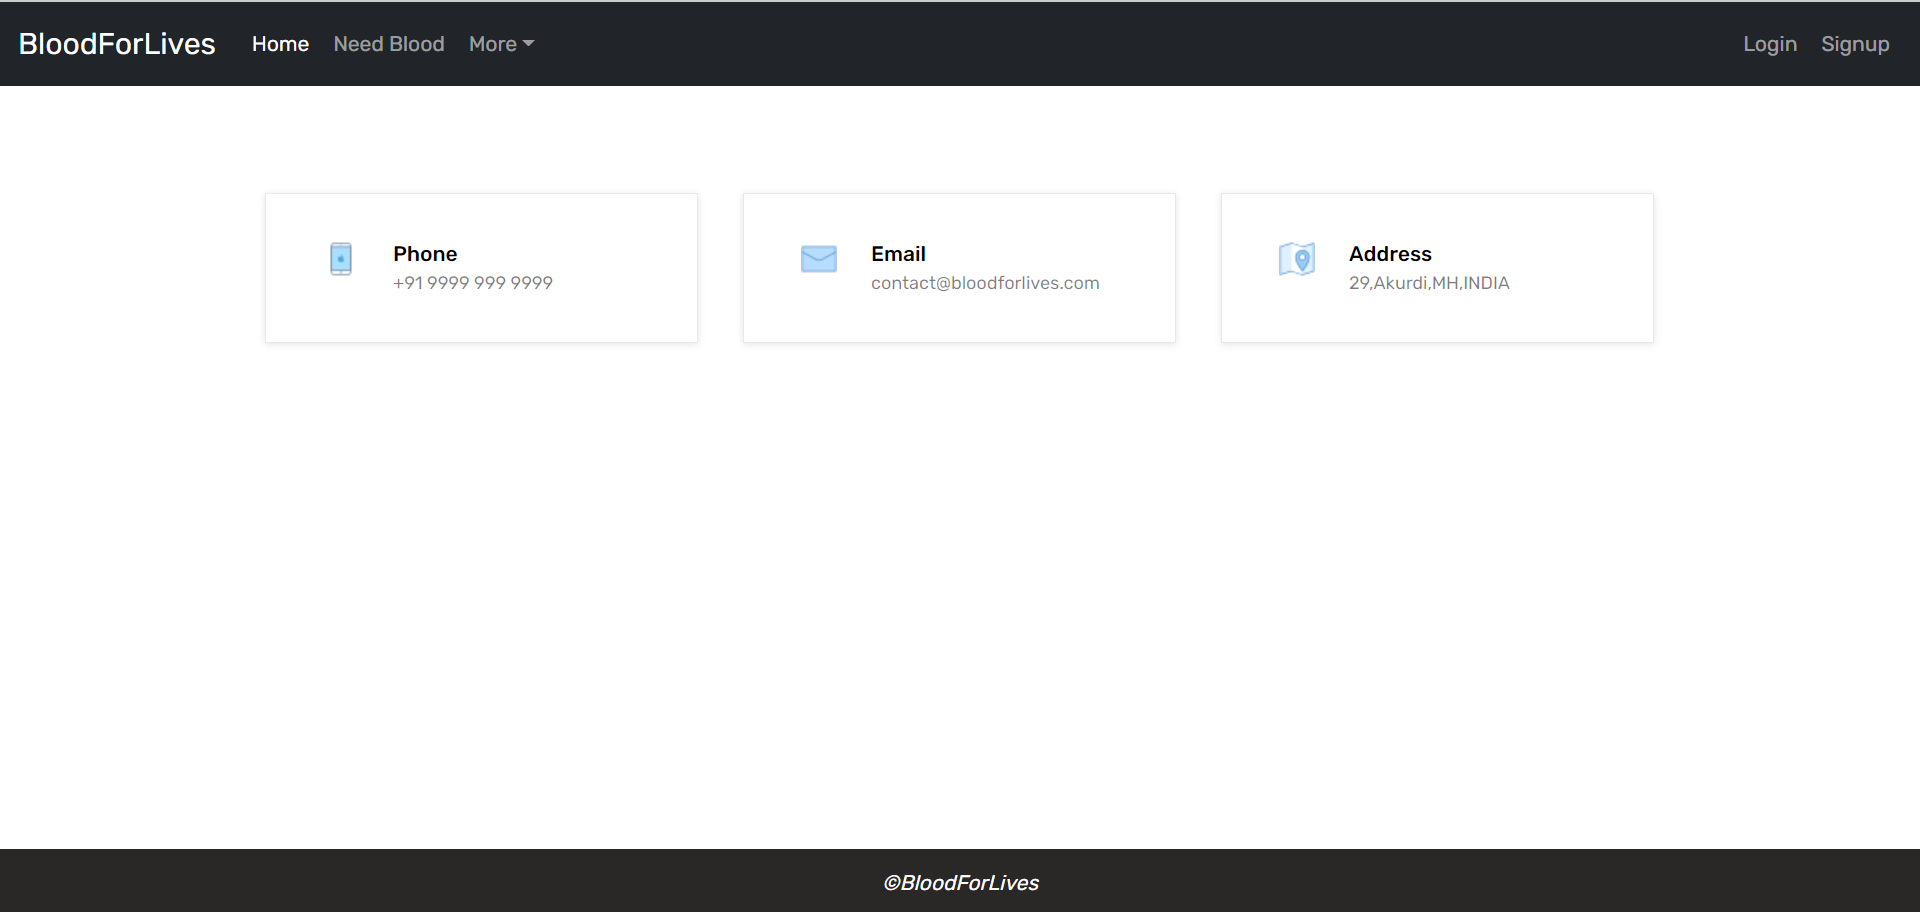 BloodForLives Home Need Blood More Login Signup
Phone
+91 9999 999 9999
Email
contact@bloodforlives.com
Address
29,Akurdi,MH,INDIA
©BloodForLives